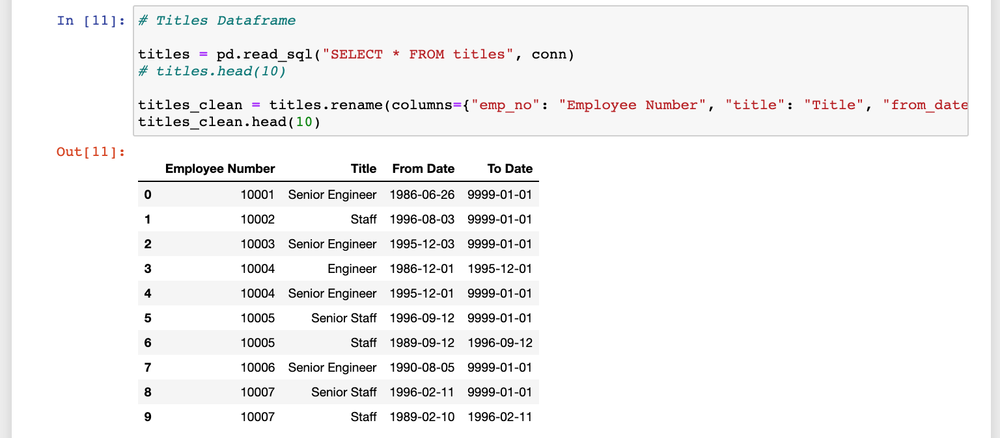 In [11]: # Titles Dataframe
titles = pd.read_sql("SELECT * FROM titles", conn)
# titles.head(10)
titles_clean = titles.rename(columns={"emp_no": "Employee Number", "title": "Title", "from_date
titles_clean.head(10)
Out[11]:
Employee Number Title From Date To Date
0 10001 Senior Engineer 1986-06-26 9999-01-01
1 10002 Staff 1996-08-03 9999-01-01
2 10003 Senior Engineer 1995-12-03 9999-01-01
3 10004 Engineer 1986-12-01 1995-12-01
4 10004 Senior Engineer 1995-12-01 9999-01-01
5 10005 Senior Staff 1996-09-12 9999-01-01
6 10005 Staff 1989-09-12 1996-09-12
7 10006 Senior Engineer 1990-08-05 9999-01-01
8 10007 Senior Staff 1996-02-11 9999-01-01
9 10007 Staff 1989-02-10 1996-02-11